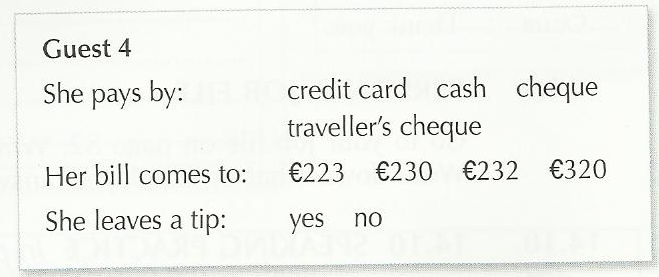 Guest 4
She pays by: credit card cash cheque
traveller's cheque
Her bill comes to: €223 €230 €232 €320
She leaves a tip: yes no